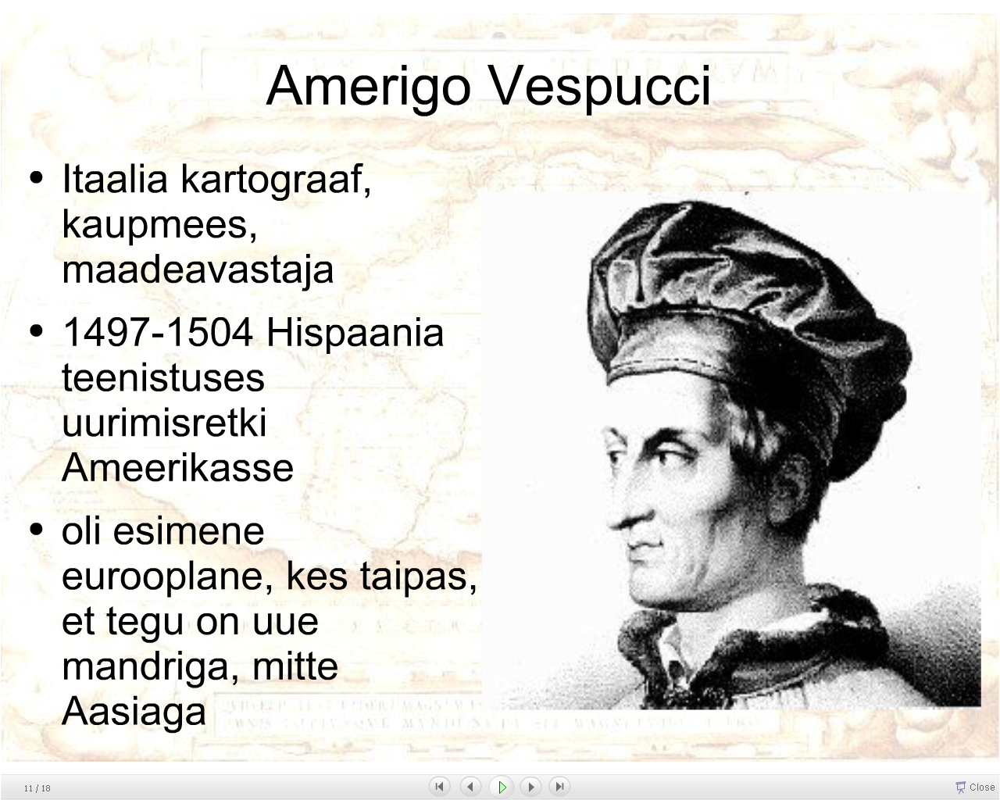 Amerigo Vespucci
• Itaalia kartograaf,
kaupmees,
maadeavastaja
• 1497-1504 Hispaania
teenistuses
uurimisretki
Ameerikasse
• oli esimene
eurooplane, kes taipas,
et tegu on uue
mandriga, mitte
Aasiaga
11 / 18
Close